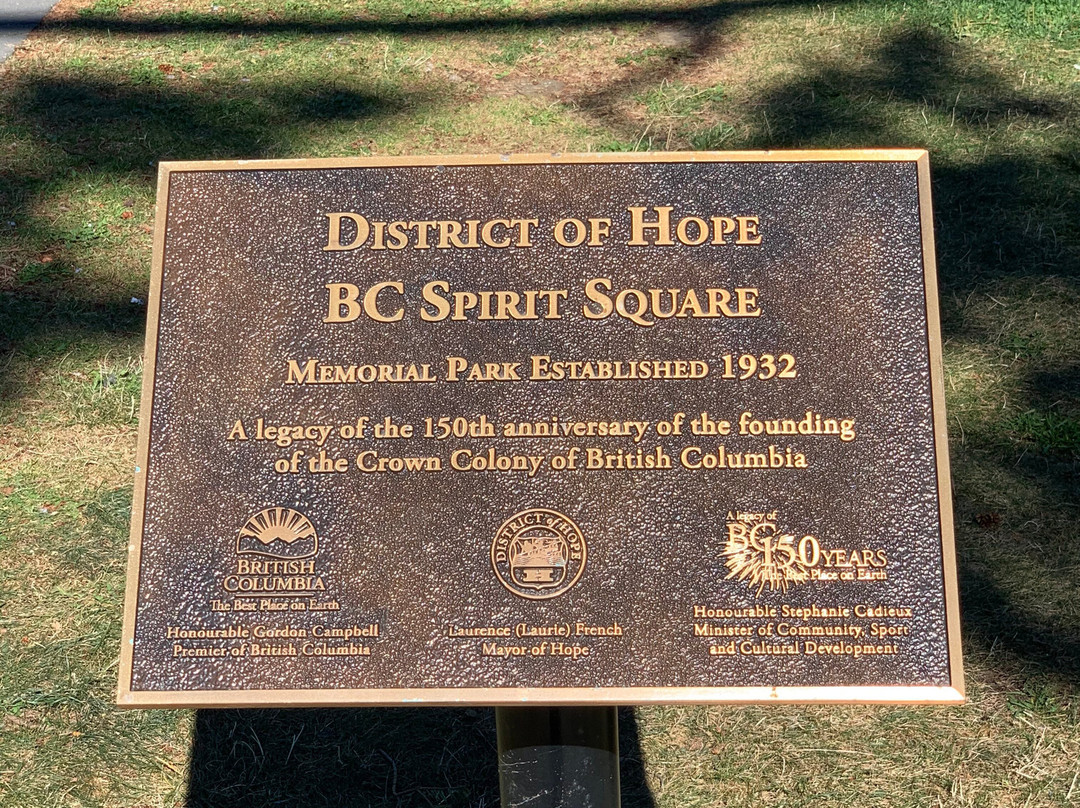 District of Hope
BC Spirit Square
Memorial Park Established 1932
A legacy of the 150th anniversary of the founding
of the Crown Colony of British Columbia
British
Columbia
The Best Place on Earth
Honourable Gordon Campbell
Premier of British Columbia
DISTRICT of HOPE
Laurence (Laurie) French
Mayor of Hope
A legacy of
BC150 YEARS
The Best Place on Earth
Honourable Stephanie Cadieux
Minister of Community, Sport
and Cultural Development